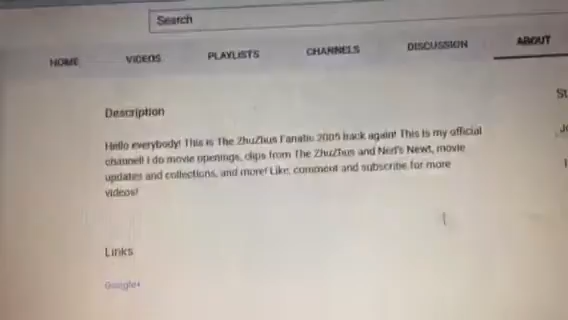 Search
HOME VIDEOS PLAYLISTS CHANNELS DISCUSSION ABOUT
Description
Hello everybody! This is The ZhuZhus Fanatic 2005 back again! This is my official
channel! I do movie openings, clips from The ZhuZhus and Ned's Newt, movie
updates and collections, and more! Like, comment and subscribe for more
videos!
Links
Google+